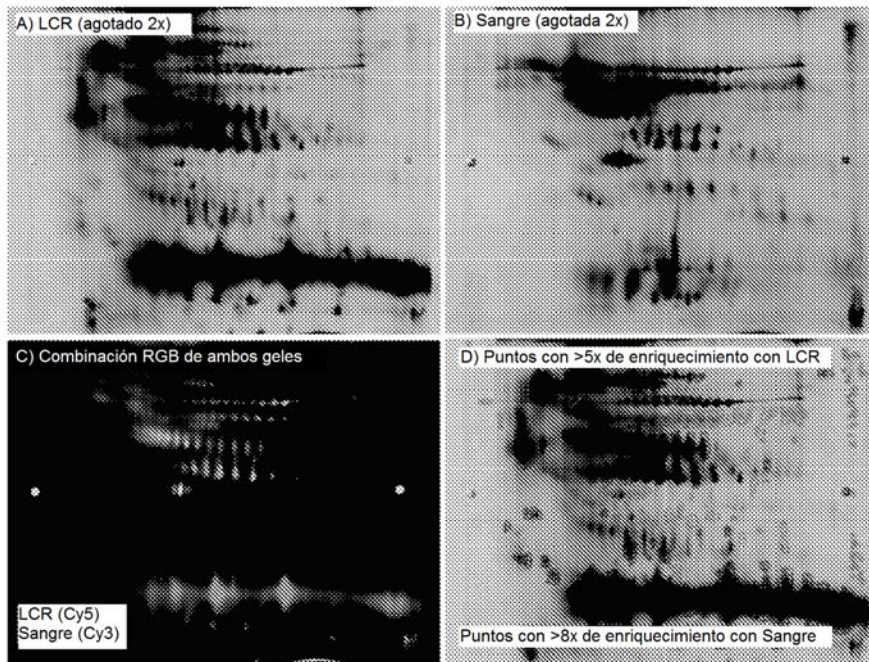 A) LCR (agotado 2x)
B) Sangre (agotada 2x)
C) Combinación RGB de ambos geles
D) Puntos con >5x de enriquecimiento con LCR
LCR (Cy5)
Sangre (Cy3)
Puntos con >8x de enriquecimiento con Sangre